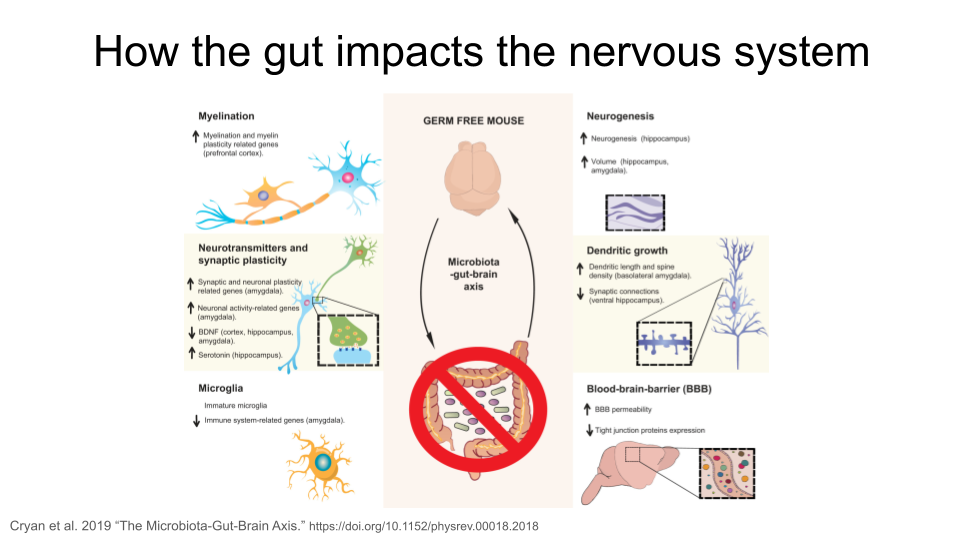 How the gut impacts the nervous system
Myelination
Myelination and myelin
plasticity related genes
(prefrontal cortex).
Neurotransmitters and
synaptic plasticity
Synaptic and neuronal plasticity
related genes (amygdala).
Neuronal activity-related genes
(amygdala).
BDNF (cortex, hippocampus,
amygdala).
Serotonin (hippocampus).
Microglia
Immature microglia
Immune system-related genes (amygdala).
GERM FREE MOUSE
Microbiota
-gut-brain
axis
Neurogenesis
Neurogenesis (hippocampus)
Volume (hippocampus,
amygdala).
Dendritic growth
Dendritic length and spine
density (basolateral amygdala).
Synaptic connections
(ventral hippocampus).
Blood-brain-barrier (BBB)
BBB permeability
Tight junction proteins expression
Cryan et al. 2019 “The Microbiota-Gut-Brain Axis.” https://doi.org/10.1152/physrev.00018.2018